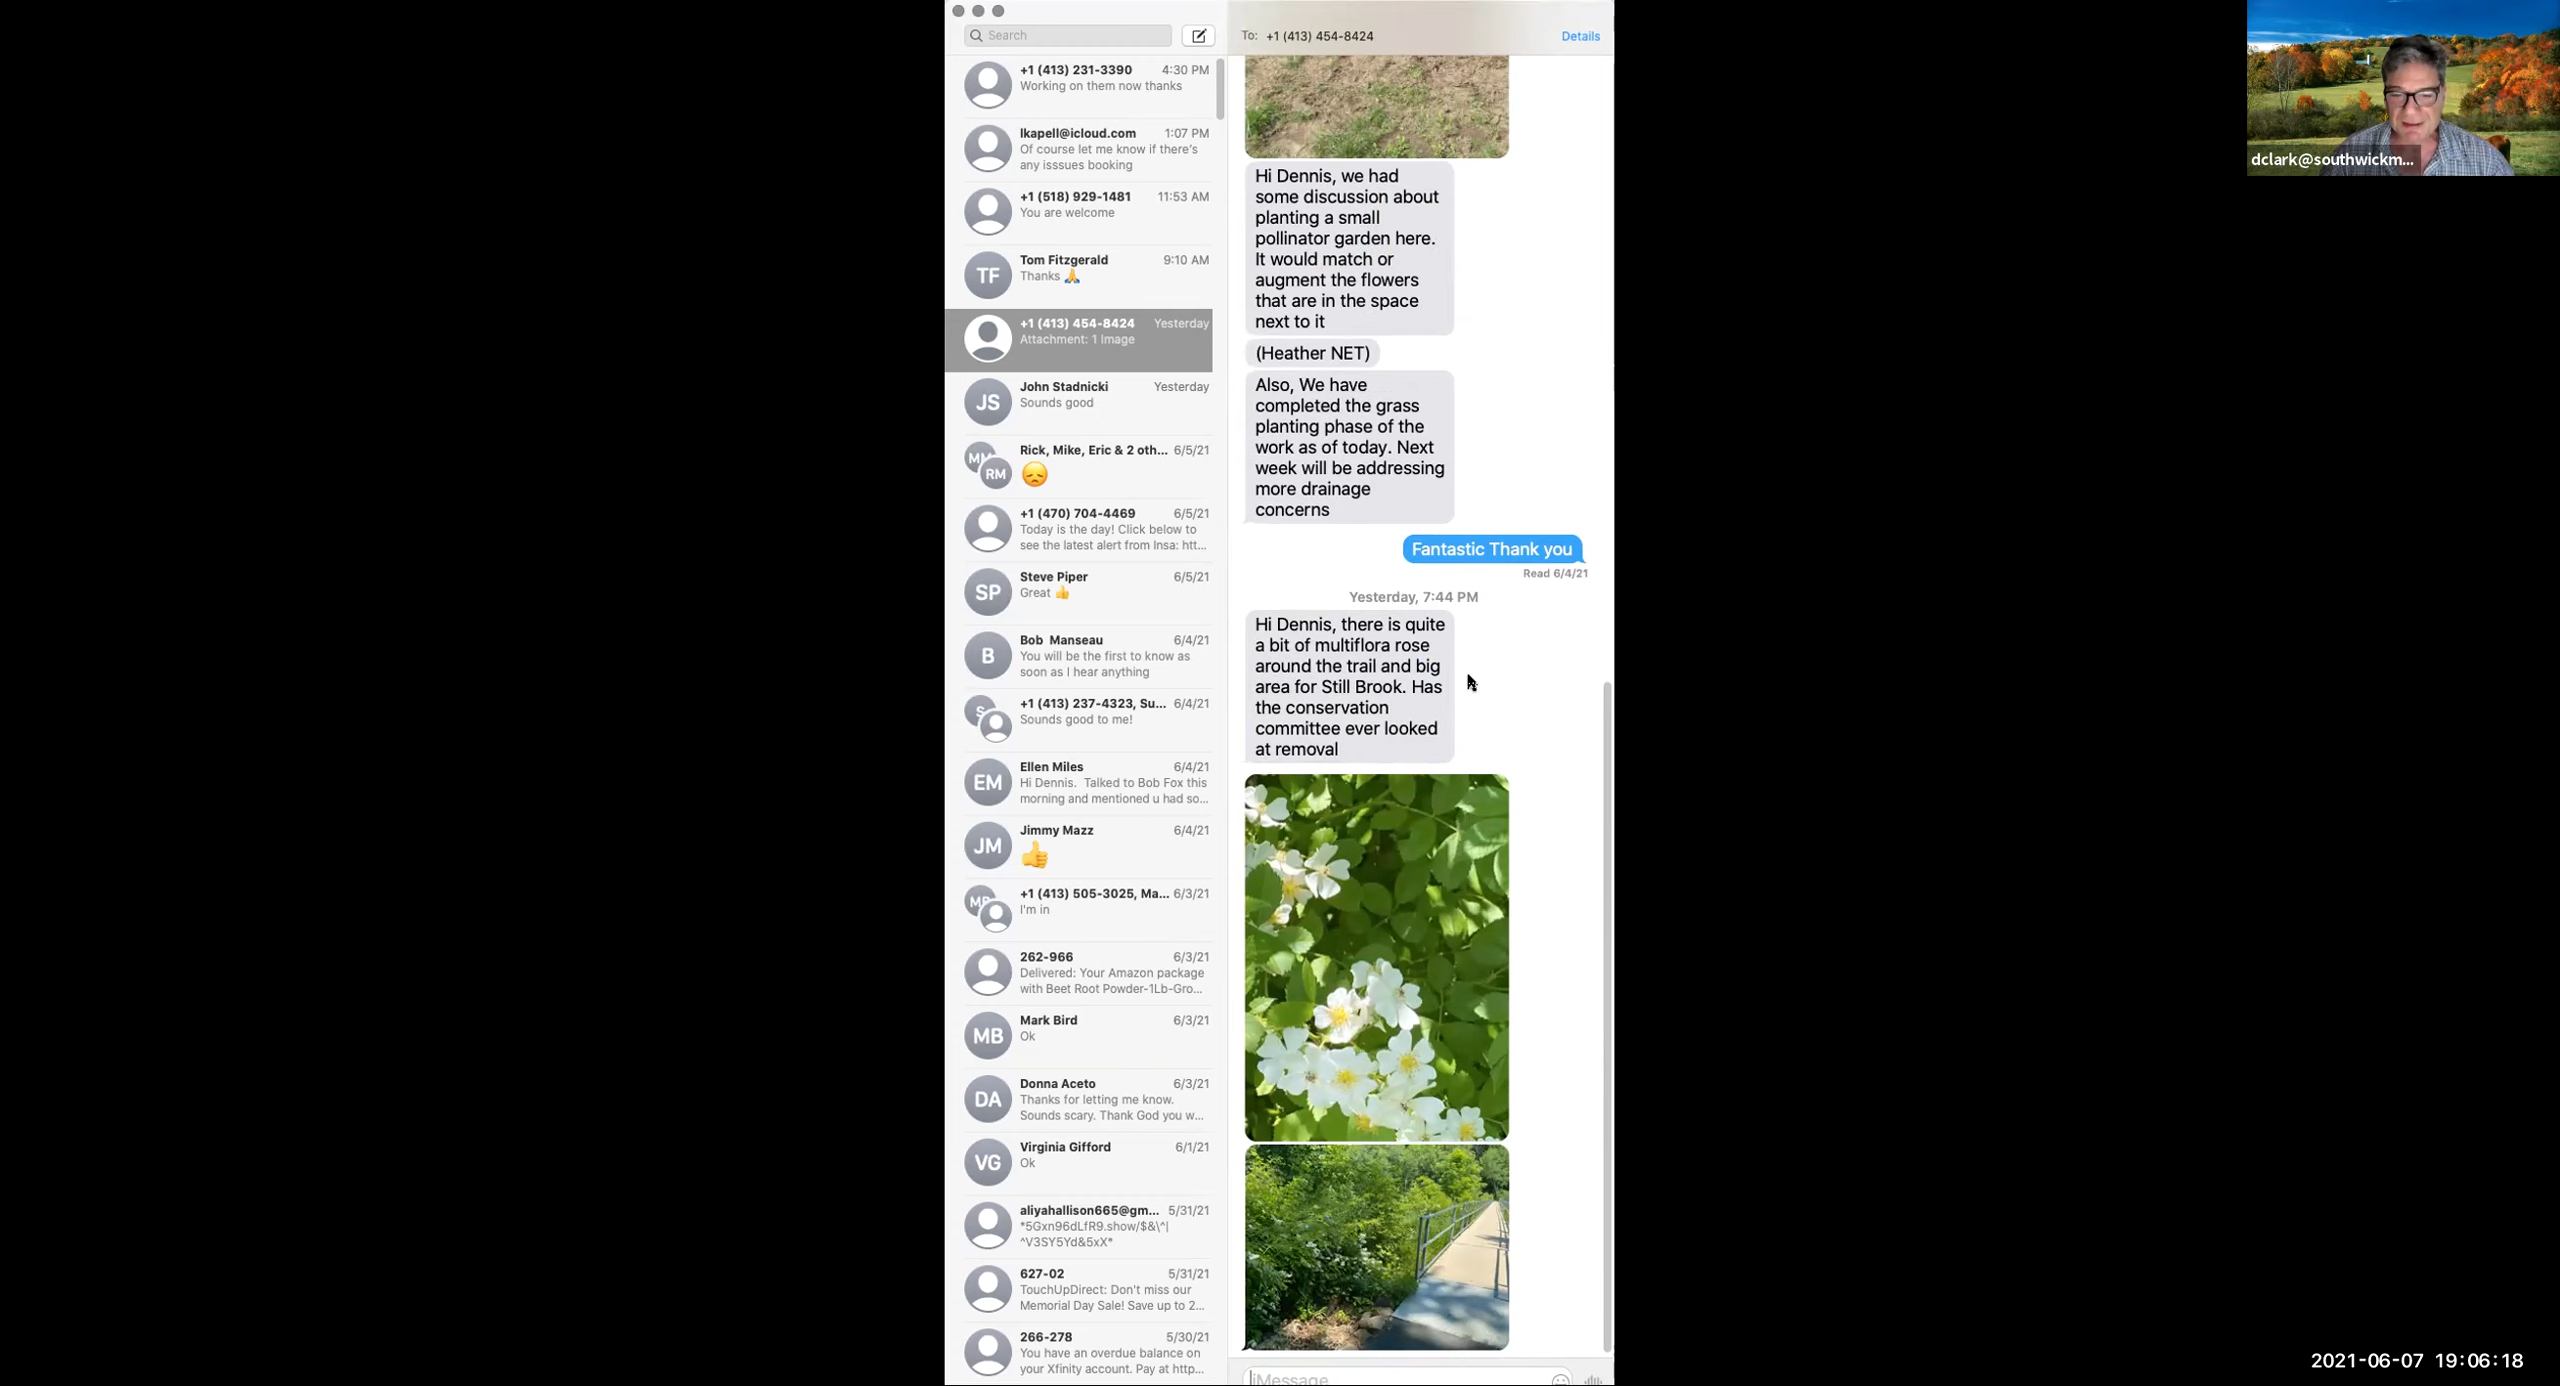 Search
+1 (413) 231-3390 4:30 PM
Working on them now thanks
lkapell@icloud.com 1:07 PM
Of course let me know if there's
any isssues booking
+1 (518) 929-1481 11:53 AM
You are welcome
TF
Tom Fitzgerald 9:10 AM
Thanks 🙏
+1 (413) 454-8424 Yesterday
Attachment: 1 Image
JS
John Stadnicki Yesterday
Sounds good
MM
RM
Rick, Mike, Eric & 2 oth... 6/5/21
😞
+1 (470) 704-4469 6/5/21
Today is the day! Click below to
see the latest alert from Insa: htt...
SP
Steve Piper 6/5/21
Great 👍
B
Bob Manseau 6/4/21
You will be the first to know as
soon as I hear anything
S
+1 (413) 237-4323, Su... 6/4/21
Sounds good to me!
EM
Ellen Miles 6/4/21
Hi Dennis. Talked to Bob Fox this
morning and mentioned u had so...
JM
Jimmy Mazz 6/4/21
👍
+1 (413) 505-3025, Ma... 6/3/21
I'm in
262-966 6/3/21
Delivered: Your Amazon package
with Beet Root Powder-1Lb-Gro...
MB
Mark Bird 6/3/21
Ok
DA
Donna Aceto 6/3/21
Thanks for letting me know.
Sounds scary. Thank God you w...
VG
Virginia Gifford 6/1/21
Ok
aliyahallison665@gm... 5/31/21
*5Gxn96dLfR9.show/$&\^|
^V3SY5Yd&5xX*
627-02 5/31/21
TouchUpDirect: Don't miss our
Memorial Day Sale! Save up to 2...
266-278 5/30/21
You have an overdue balance on
your Xfinity account. Pay at http...
To: +1 (413) 454-8424 Details
Hi Dennis, we had
some discussion about
planting a small
pollinator garden here.
It would match or
augment the flowers
that are in the space
next to it
(Heather NET)
Also, We have
completed the grass
planting phase of the
work as of today. Next
week will be addressing
more drainage
concerns
Fantastic Thank you
Read 6/4/21
Yesterday, 7:44 PM
Hi Dennis, there is quite
a bit of multiflora rose
around the trail and big
area for Still Brook. Has
the conservation
committee ever looked
at removal
iMessage
dclark@southwickm...
2021-06-07 19:06:18